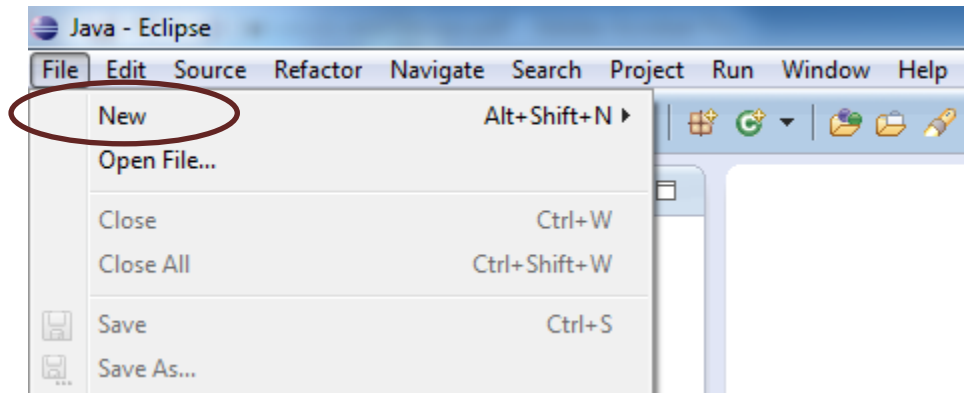 Java - Eclipse
File Edit Source Refactor Navigate Search Project Run Window Help
New Alt+Shift+N
Open File...
Close Ctrl+W
Close All Ctrl+Shift+W
Save Ctrl+S
Save As...